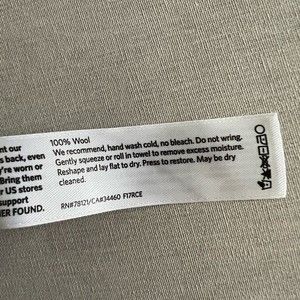 nt our
s back, even
y're worn or
Bring them
r US stores
support
ER FOUND.
100% Wool
We recommend, hand wash cold, no bleach. Do not wring.
Gently squeeze or roll in towel to remove excess moisture.
Reshape and lay flat to dry. Press to restore. May be dry
cleaned.
RN#78121/CA#34460 F17RCE